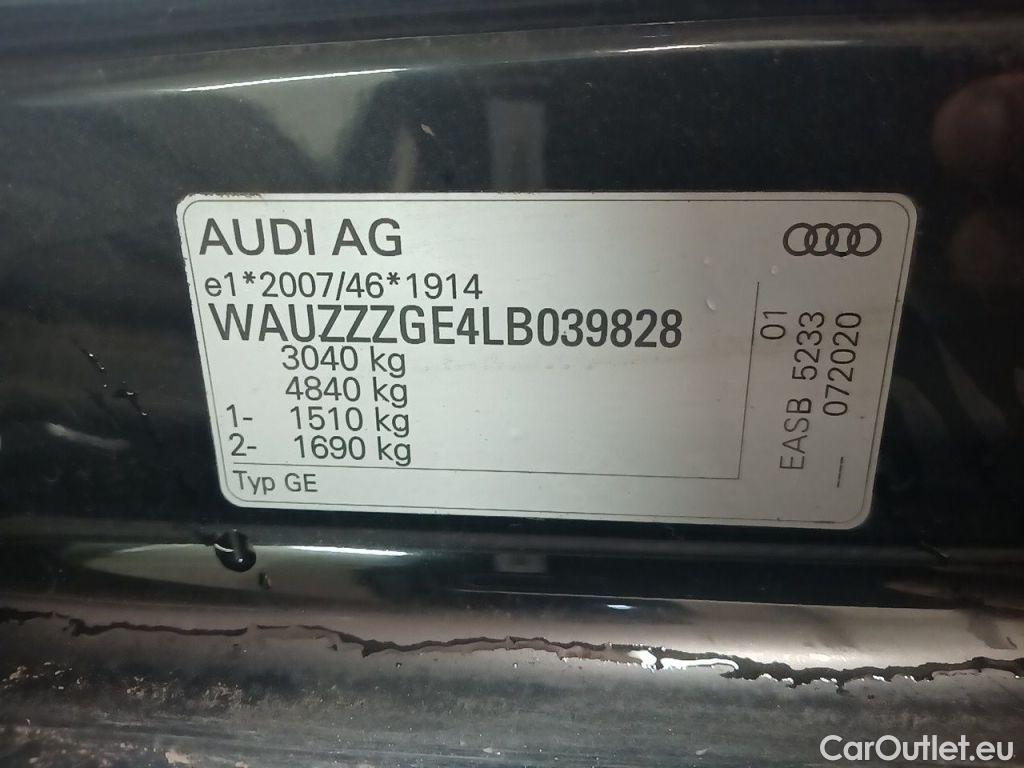 AUDI AG
e1*2007/46*1914
WAUZZZGE4LB039828
3040 kg
4840 kg
1- 1510 kg
2- 1690 kg
Typ GE
01
EASB 5233
072020
CarOutlet.eu